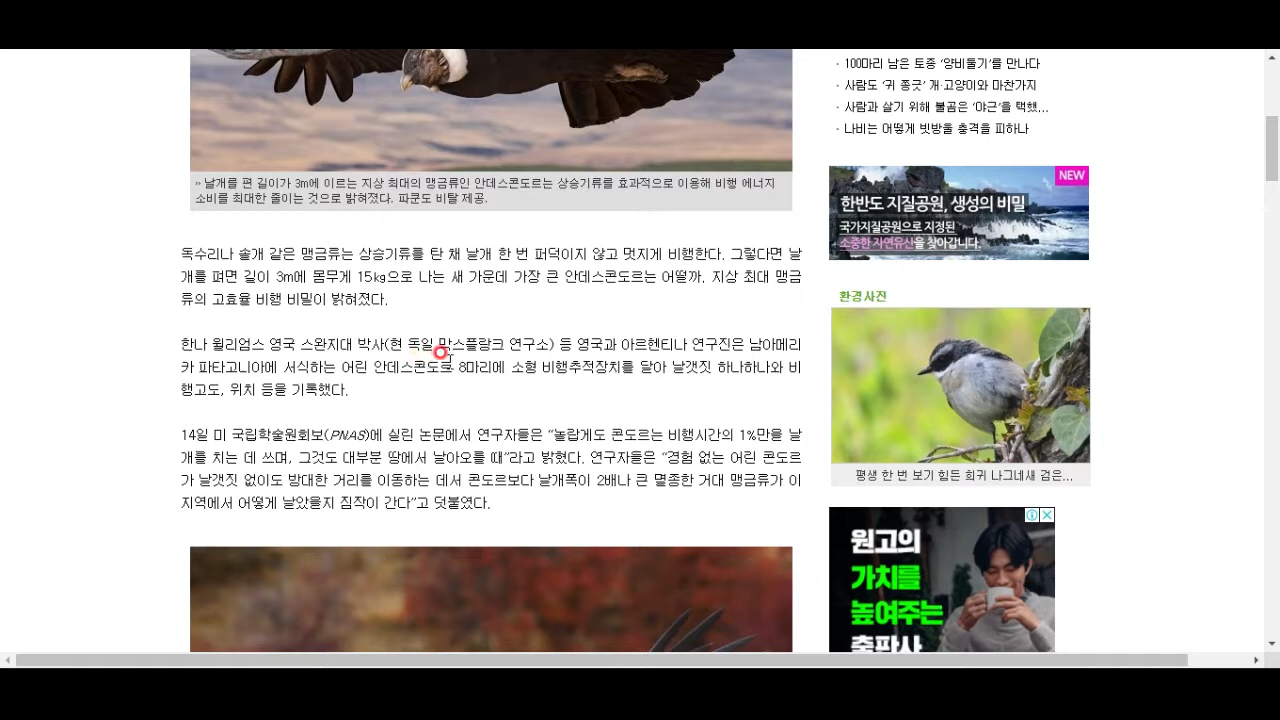 » 날개를 편 길이가 3m에 이르는 지상 최대의 맹금류인 안데스콘도르는 상승기류를 효과적으로 이용해 비행 에너지
소비를 최대한 줄이는 것으로 밝혀졌다. 파쿤도 비탈 제공.
독수리나 솔개 같은 맹금류는 상승기류를 탄 채 날개 한 번 퍼덕이지 않고 멋지게 비행한다. 그렇다면 날
개를 펴면 길이 3m에 몸무게 15kg으로 나는 새 가운데 가장 큰 안데스콘도르는 어떨까. 지상 최대 맹금
류의 고효율 비행 비밀이 밝혀졌다.
한나 윌리엄스 영국 스완지대 박사(현 독일 막스플랑크 연구소) 등 영국과 아르헨티나 연구진은 남아메리
카 파타고니아에 서식하는 어린 안데스콘도르 8마리에 소형 비행추적장치를 달아 날갯짓 하나하나와 비
행고도, 위치 등을 기록했다.
14일 미 국립학술원회보(PNAS)에 실린 논문에서 연구자들은 “놀랍게도 콘도르는 비행시간의 1%만을 날
개를 치는 데 쓰며, 그것도 대부분 땅에서 날아오를 때”라고 밝혔다. 연구자들은 “경험 없는 어린 콘도르
가 날갯짓 없이도 방대한 거리를 이동하는 데서 콘도르보다 날개폭이 2배나 큰 멸종한 거대 맹금류가 이
지역에서 어떻게 날았을지 짐작이 간다”고 덧붙였다.
· 100마리 남은 토종 ‘양비둘기’를 만나다
· 사람도 ‘귀 쫑긋’ 개·고양이와 마찬가지
· 사람과 살기 위해 불곰은 ‘야근’을 택했...
· 나비는 어떻게 빗방울 충격을 피하나
NEW
한반도 지질공원, 생성의 비밀
국가지질공원으로 지정된
소중한 자연유산을 찾아갑니다.
환경사진
평생 한 번 보기 힘든 희귀 나그네새 검은...
원고의
가치를
높여주는
출판사